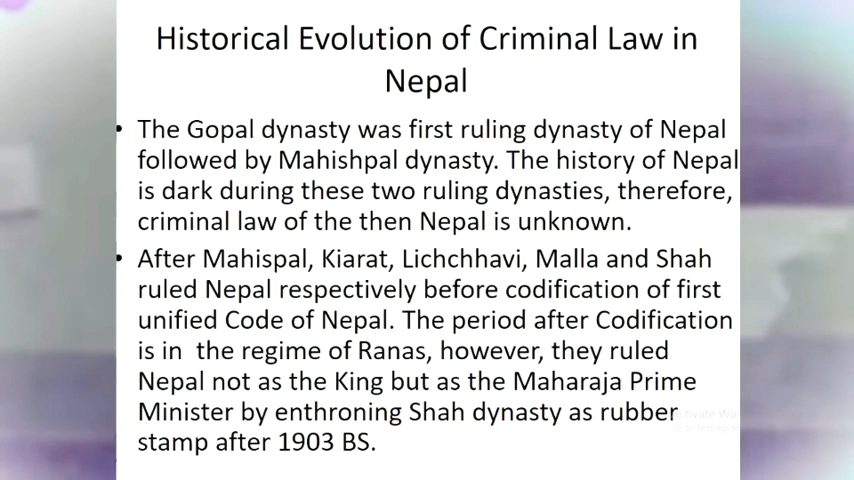 Historical Evolution of Criminal Law in
Nepal
• The Gopal dynasty was first ruling dynasty of Nepal
followed by Mahishpal dynasty. The history of Nepal
is dark during these two ruling dynasties, therefore,
criminal law of the then Nepal is unknown.
• After Mahispal, Kiarat, Lichchhavi, Malla and Shah
ruled Nepal respectively before codification of first
unified Code of Nepal. The period after Codification
is in  the regime of Ranas, however, they ruled
Nepal not as the King but as the Maharaja Prime
Minister by enthroning Shah dynasty as rubber
stamp after 1903 BS.